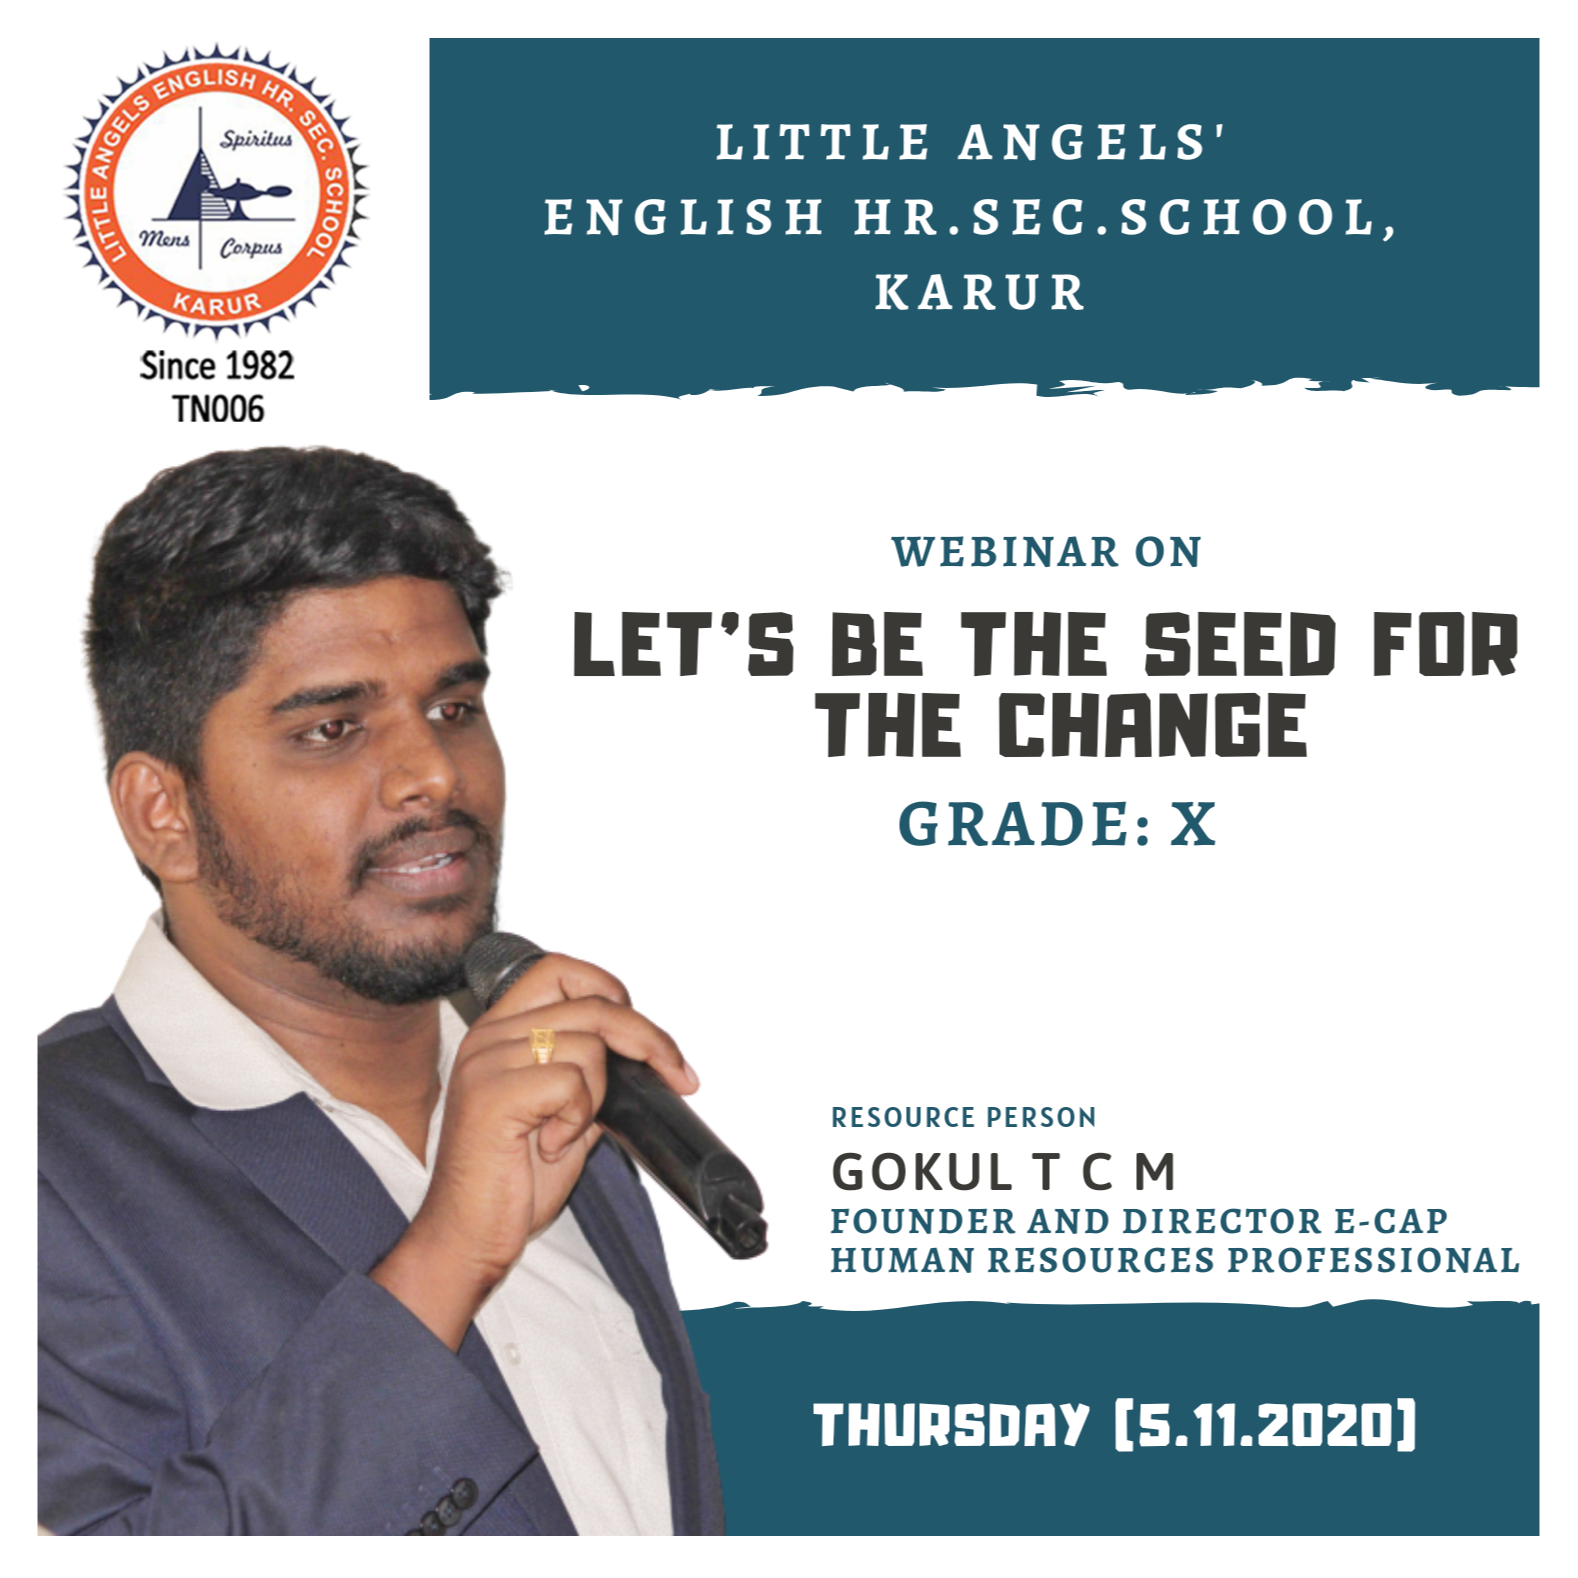 LITTLE ANGELS ENGLISH HR. SEC. SCHOOL
Spiritus
Mens
Corpus
KARUR
Since 1982
TN006
LITTLE ANGELS'
ENGLISH HR.SEC.SCHOOL,
KARUR
WEBINAR ON
LET'S BE THE SEED FOR
THE CHANGE
GRADE: X
RESOURCE PERSON
GOKUL T C M
FOUNDER AND DIRECTOR E-CAP
HUMAN RESOURCES PROFESSIONAL
THURSDAY [5.11.2020]